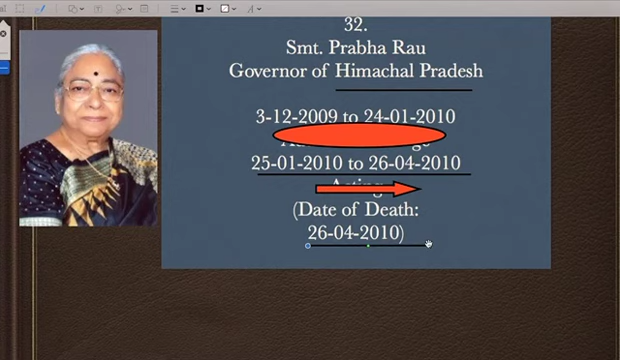 32.
Smt. Prabha Rau
Governor of Himachal Pradesh
3-12-2009 to 24-01-2010
25-01-2010 to 26-04-2010
Acting
(Date of Death:
26-04-2010)